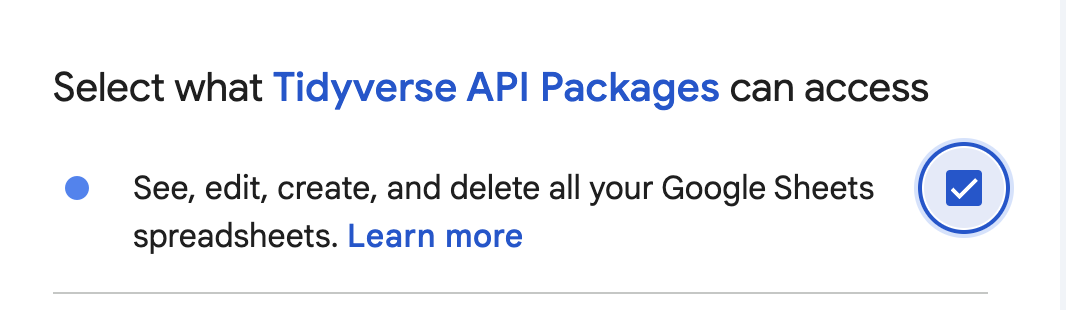 Select what Tidyverse API Packages can access
See, edit, create, and delete all your Google Sheets
spreadsheets. Learn more